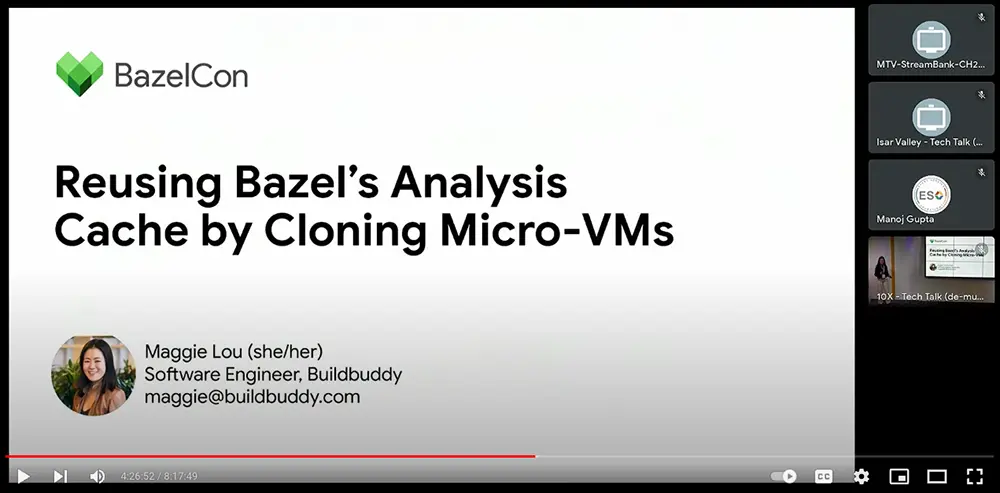 BazelCon
Reusing Bazel's Analysis
Cache by Cloning Micro-VMs
Maggie Lou (she/her)
Software Engineer, Buildbuddy
maggie@buildbuddy.com
4:26:52 / 8:17:49
CC
MTV-StreamBank-CH2...
Isar Valley - Tech Talk (...
ESO
Manoj Gupta
Reusing Bazel's Analysis
Cache by Cloning Micro-VMs
10X - Tech Talk (de-mu...